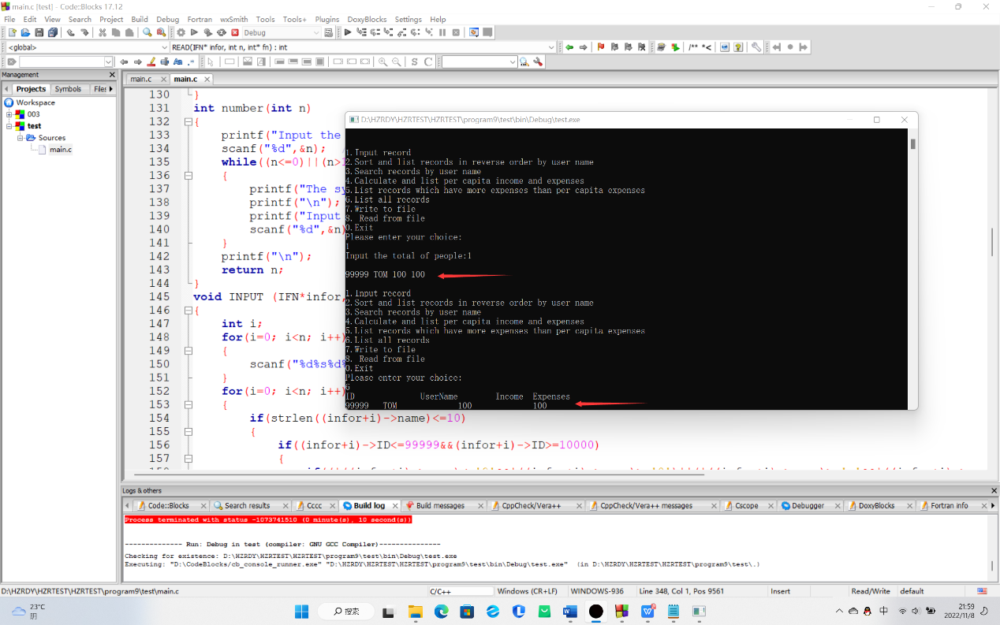 main.c [test] - Code::Blocks 17.12
File Edit View Search Project Build Debug Fortran wxSmith Tools Tools+ Plugins DoxyBlocks Settings Help
Debug
<global>
READ(IFN* infor, int n, int* fn) : int
/** *<
Aa .*
S C
Management
Projects Symbols Files
Workspace
003
test
Sources
main.c
main.c main.c
130 }
131 int number(int n)
132 {
133 printf("Input the
134 scanf("%d",&n);
135 while((n<=0)||(n>
136 {
137 printf("The sy
138 printf("\n");
139 printf("Input
140 scanf("%d",&n)
141 }
142 printf("\n");
143 return n;
144 }
145 void INPUT (IFN*infor,
146 {
147 int i;
148 for(i=0; i<n; i++)
149 {
150 scanf("%d%s%d%
151 }
152 for(i=0; i<n; i++)
153 {
154 if(strlen((infor+i)->name)<=10)
155 {
156 if((infor+i)->ID<=99999&&(infor+i)->ID>=10000)
157 {
D:\HZRDY\HZRTEST\HZRTEST\program9\test\bin\Debug\test.exe
1.Input record
2.Sort and list records in reverse order by user name
3.Search records by user name
4.Calculate and list per capita income and expenses
5.List records which have more expenses than per capita expenses
6.List all records
7.Write to file
8. Read from file
0.Exit
Please enter your choice:
1
Input the total of people:1
99999 TOM 100 100
1.Input record
2.Sort and list records in reverse order by user name
3.Search records by user name
4.Calculate and list per capita income and expenses
5.List records which have more expenses than per capita expenses
6.List all records
7.Write to file
8. Read from file
0.Exit
Please enter your choice:
6
ID UserName Income Expenses
99999 TOM 100 100
Logs & others
Code::Blocks Search results Cccc Build log Build messages CppCheck/Vera++ CppCheck/Vera++ messages Cscope Debugger DoxyBlocks Fortran info
Process terminated with status -1073741510 (0 minute(s), 10 second(s))
-------------- Run: Debug in test (compiler: GNU GCC Compiler)---------------
Checking for existence: D:\HZRDY\HZRTEST\HZRTEST\program9\test\bin\Debug\test.exe
Executing: "D:\CodeBlocks/cb_console_runner.exe" "D:\HZRDY\HZRTEST\HZRTEST\program9\test\bin\Debug\test.exe" (in D:\HZRDY\HZRTEST\HZRTEST\program9\test\.)
D:\HZRDY\HZRTEST\HZRTEST\program9\test\main.c C/C++ Windows (CR+LF) WINDOWS-936 Line 348, Col 1, Pos 9561 Insert Read/Write default
23°C
阴
搜索
中
21:59
2022/11/8